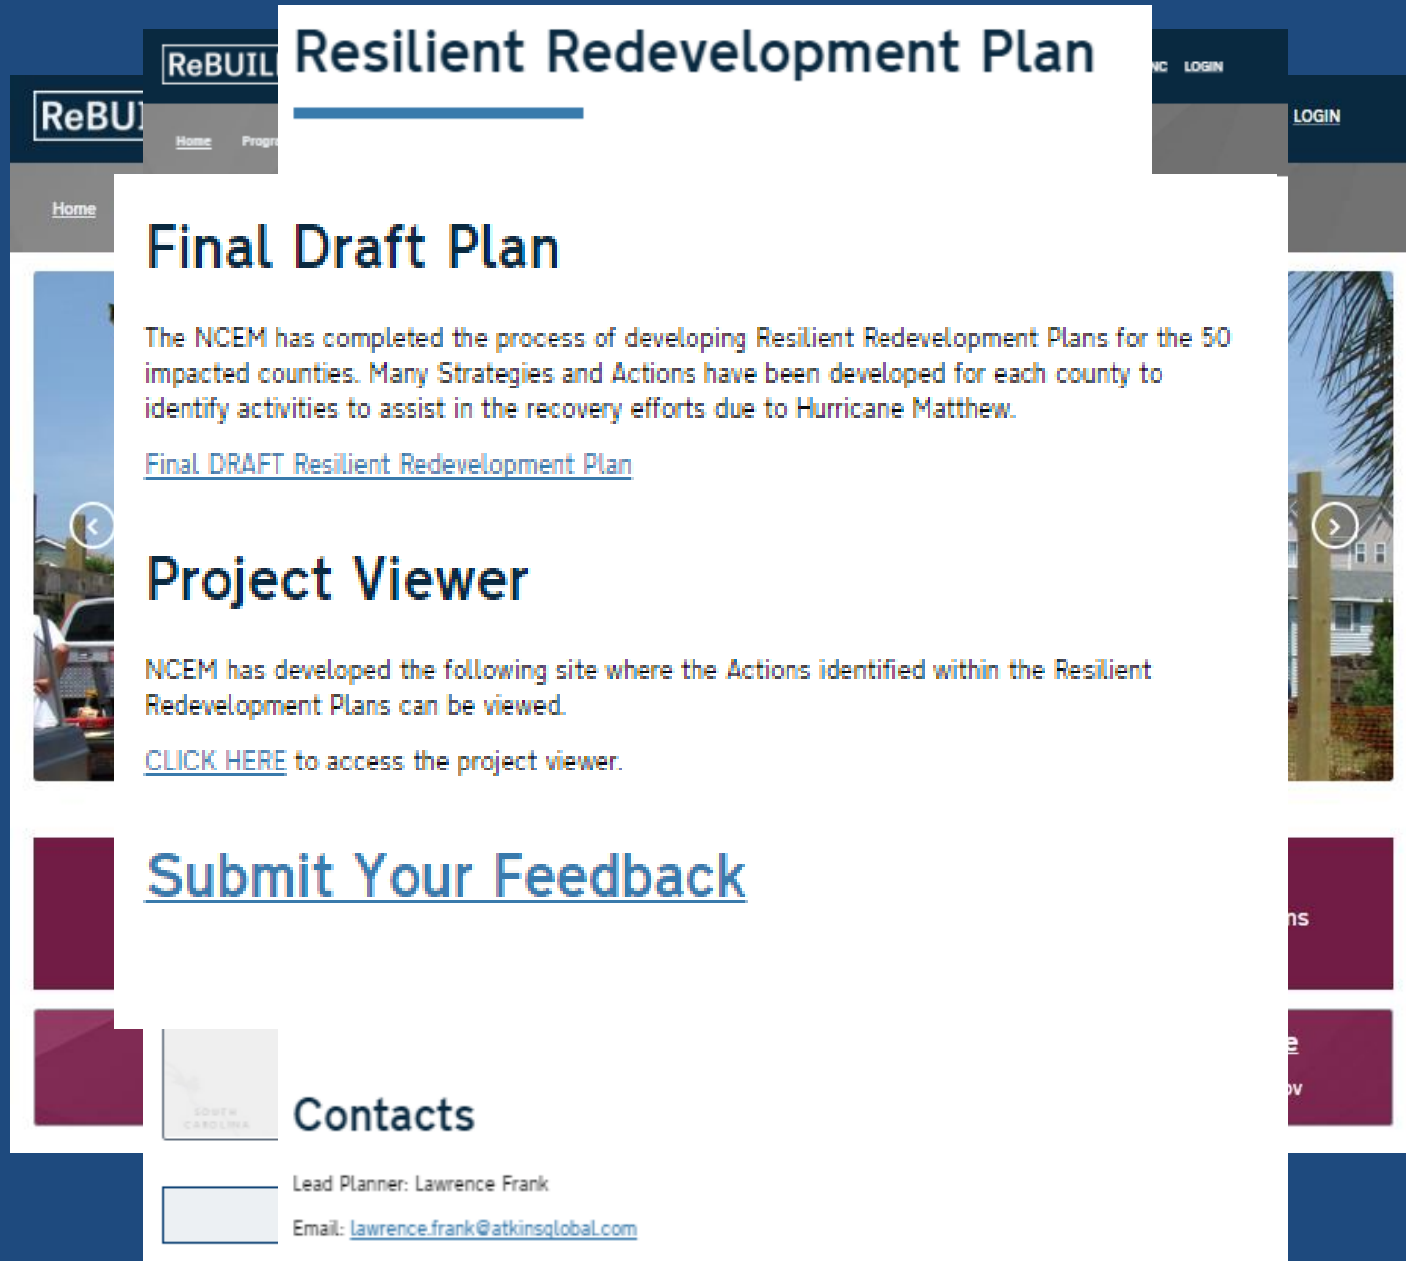 Resilient Redevelopment Plan
ReBUIL
NC LOGIN
ReBU
LOGIN
Home Progr
Home
Final Draft Plan
The NCEM has completed the process of developing Resilient Redevelopment Plans for the 50
impacted counties. Many Strategies and Actions have been developed for each county to
identify activities to assist in the recovery efforts due to Hurricane Matthew.
Final DRAFT Resilient Redevelopment Plan
Project Viewer
NCEM has developed the following site where the Actions identified within the Resilient
Redevelopment Plans can be viewed.
CLICK HERE to access the project viewer.
Submit Your Feedback
ns
e
ov
SOUTH
CAROLINA
Contacts
Lead Planner: Lawrence Frank
Email: lawrence.frank@atkinsglobal.com